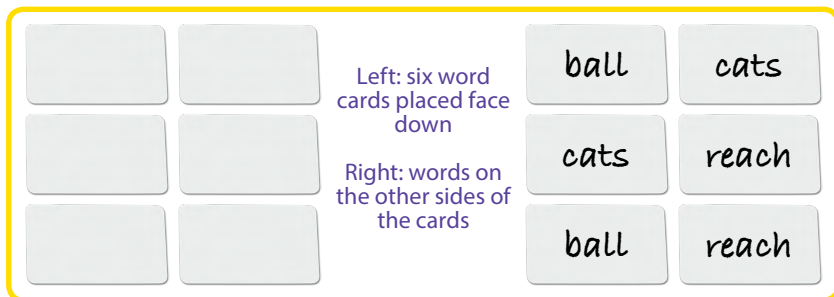 Left: six word
cards placed face
down
Right: words on
the other sides of
the cards
ball cats
cats reach
ball reach